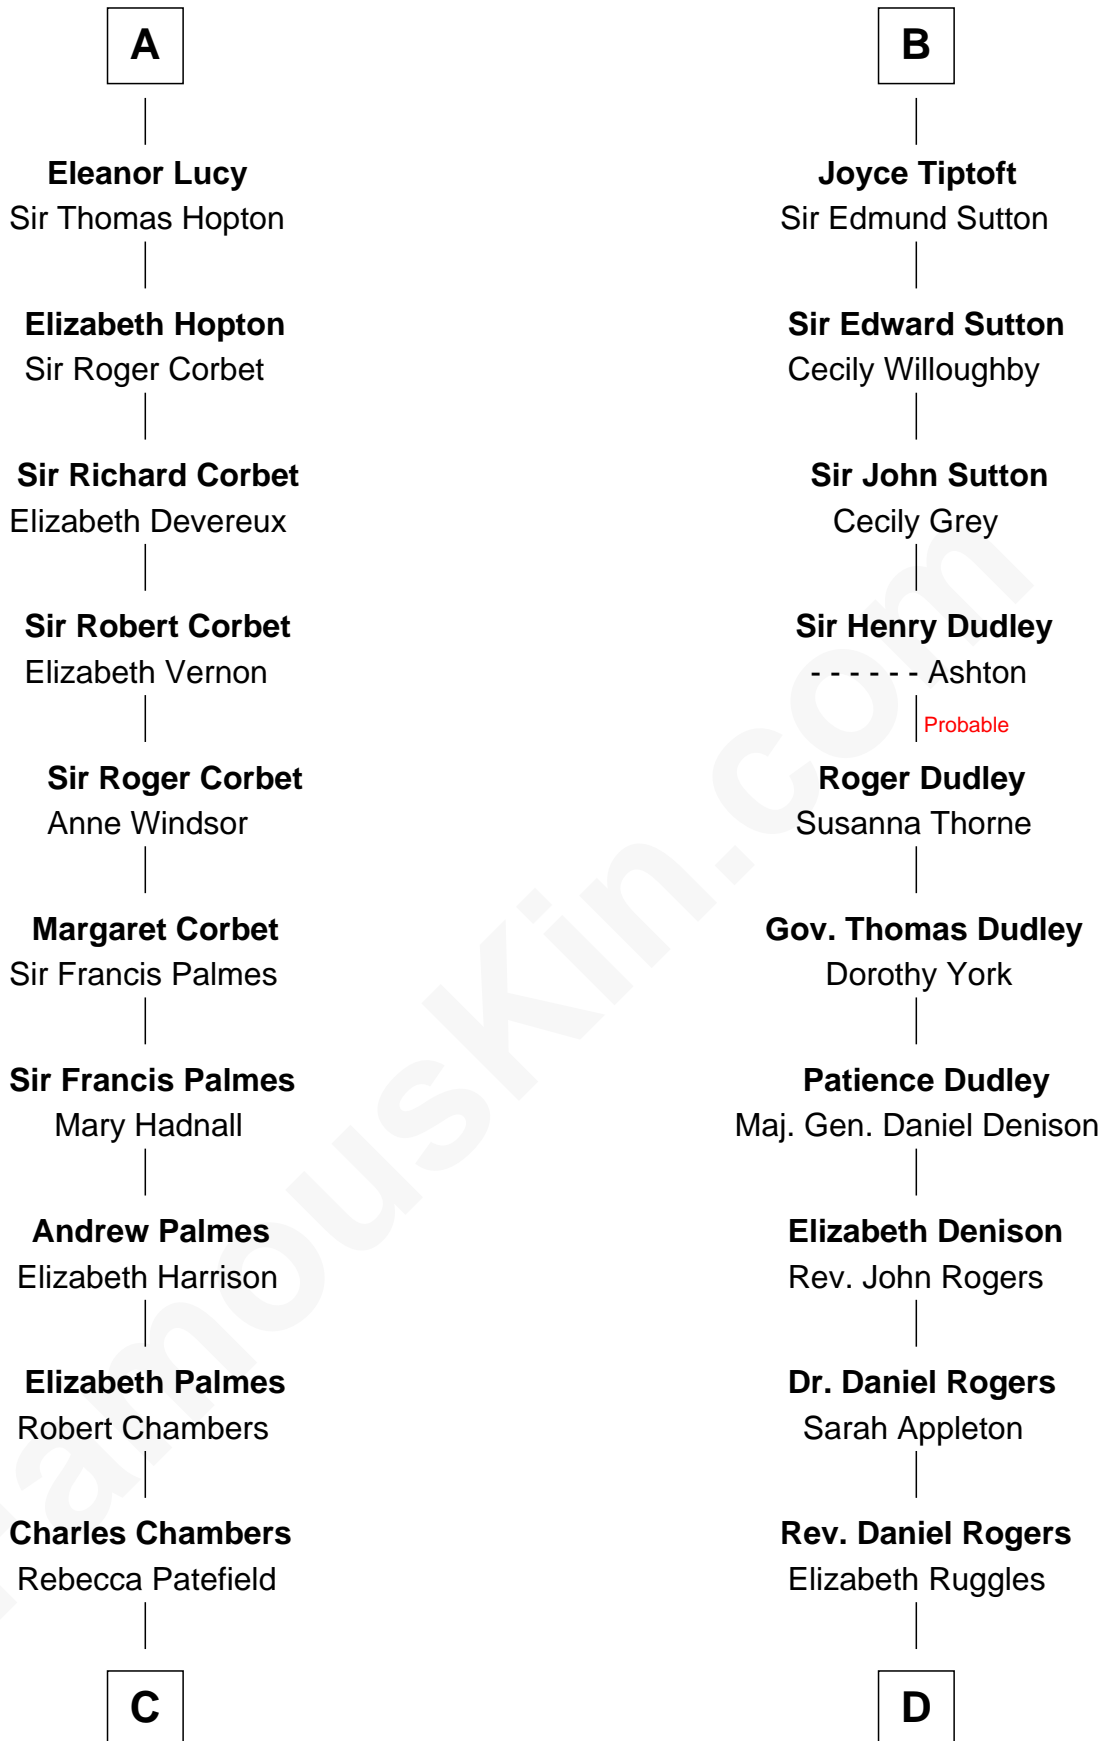 A
Eleanor Lucy
Sir Thomas Hopton
Elizabeth Hopton
Sir Roger Corbet
Sir Richard Corbet
Elizabeth Devereux
Sir Robert Corbet
Elizabeth Vernon
Sir Roger Corbet
Anne Windsor
Margaret Corbet
Sir Francis Palmes
Sir Francis Palmes
Mary Hadnall
Andrew Palmes
Elizabeth Harrison
Elizabeth Palmes
Robert Chambers
Charles Chambers
Rebecca Patefield
C
B
Joyce Tiptoft
Sir Edmund Sutton
Sir Edward Sutton
Cecily Willoughby
Sir John Sutton
Cecily Grey
Sir Henry Dudley
- - - - - - Ashton
Probable
Roger Dudley
Susanna Thorne
Gov. Thomas Dudley
Dorothy York
Patience Dudley
Maj. Gen. Daniel Denison
Elizabeth Denison
Rev. John Rogers
Dr. Daniel Rogers
Sarah Appleton
Rev. Daniel Rogers
Elizabeth Ruggles
D
FamousKin.com